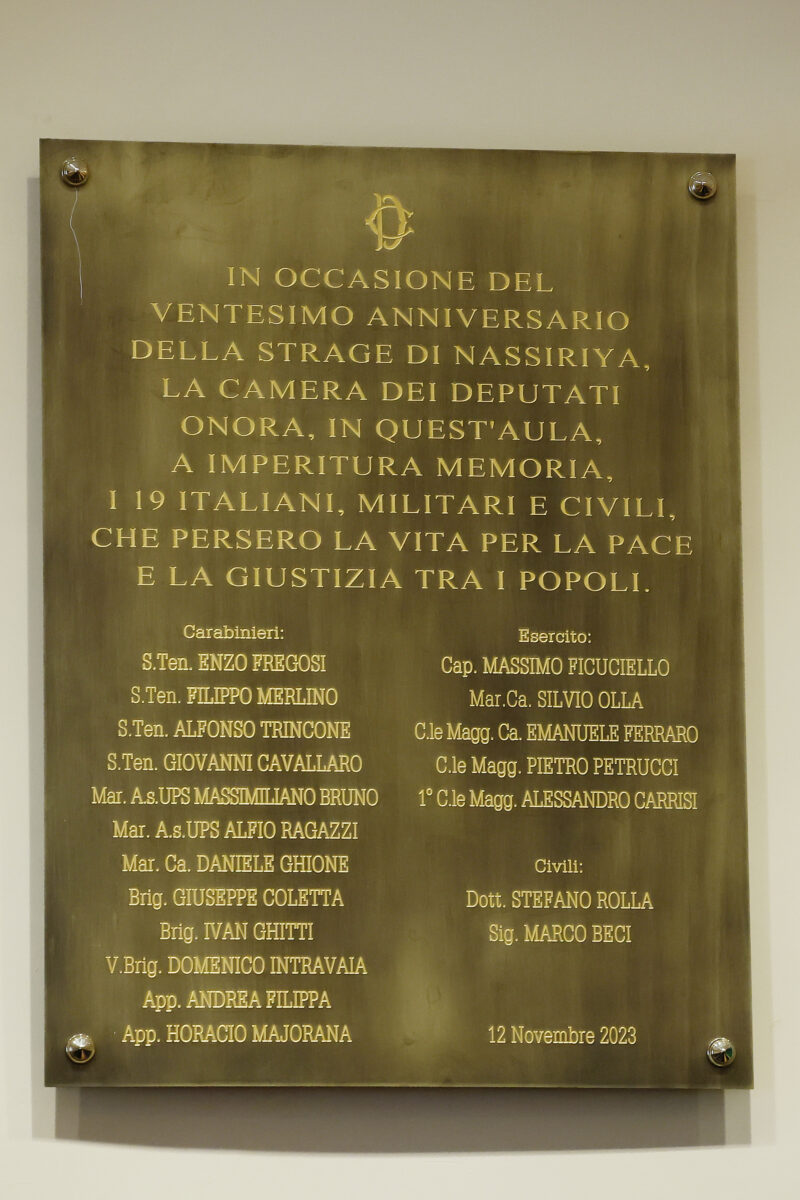 CD
IN OCCASIONE DEL
VENTESIMO ANNIVERSARIO
DELLA STRAGE DI NASSIRIYA,
LA CAMERA DEI DEPUTATI
ONORA, IN QUEST'AULA,
A IMPERITURA MEMORIA,
I 19 ITALIANI, MILITARI E CIVILI,
CHE PERSERO LA VITA PER LA PACE
E LA GIUSTIZIA TRA I POPOLI.
Carabinieri:
S.Ten. ENZO FREGOSI
S.Ten. FILIPPO MERLINO
S.Ten. ALFONSO TRINCONE
S.Ten. GIOVANNI CAVALLARO
Mar. A.s.UPS MASSIMILIANO BRUNO
Mar. A.s.UPS ALFIO RAGAZZI
Mar. Ca. DANIELE GHIONE
Brig. GIUSEPPE COLETTA
Brig. IVAN GHITTI
V.Brig. DOMENICO INTRAVAIA
App. ANDREA FILIPPA
App. HORACIO MAJORANA
Esercito:
Cap. MASSIMO FICUCIELLO
Mar.Ca. SILVIO OLLA
C.le Magg. Ca. EMANUELE FERRARO
C.le Magg. PIETRO PETRUCCI
1° C.le Magg. ALESSANDRO CARRISI
Civili:
Dott. STEFANO ROLLA
Sig. MARCO BECI
12 Novembre 2023